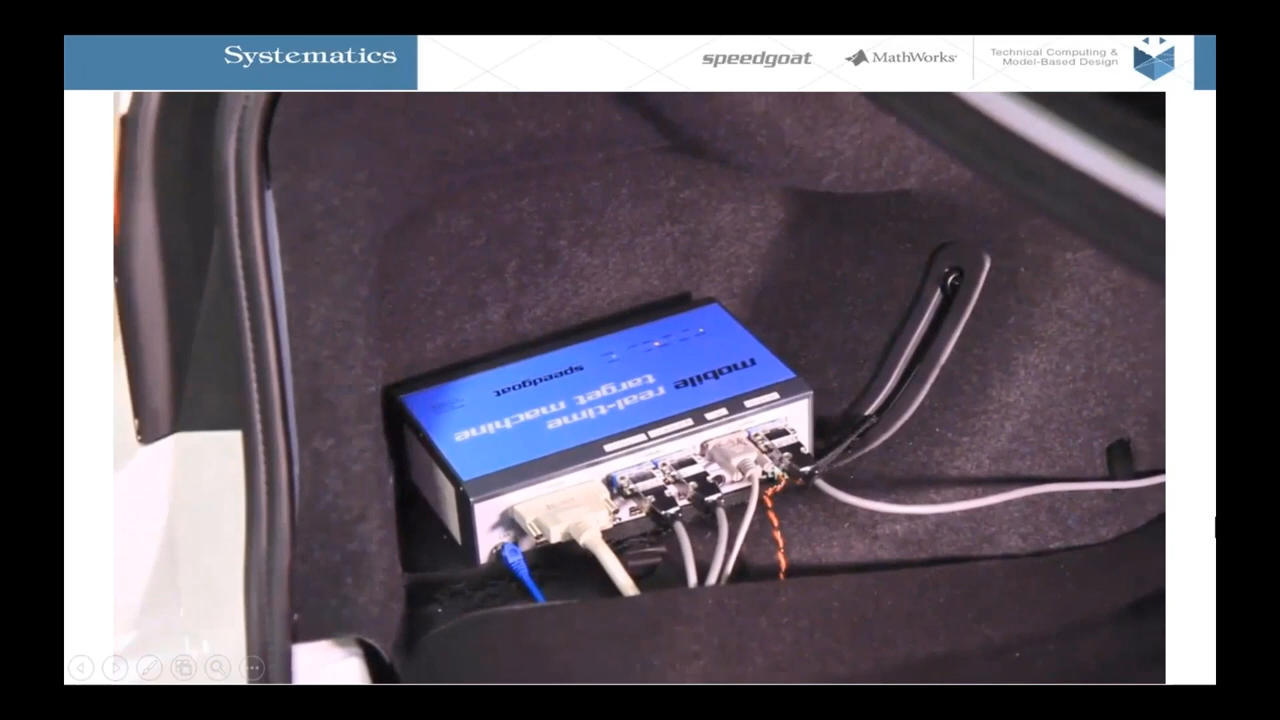 Systematics
speedgoat
MathWorks
Technical Computing &
Model-Based Design
mobile real-time
target machine
speedgoat